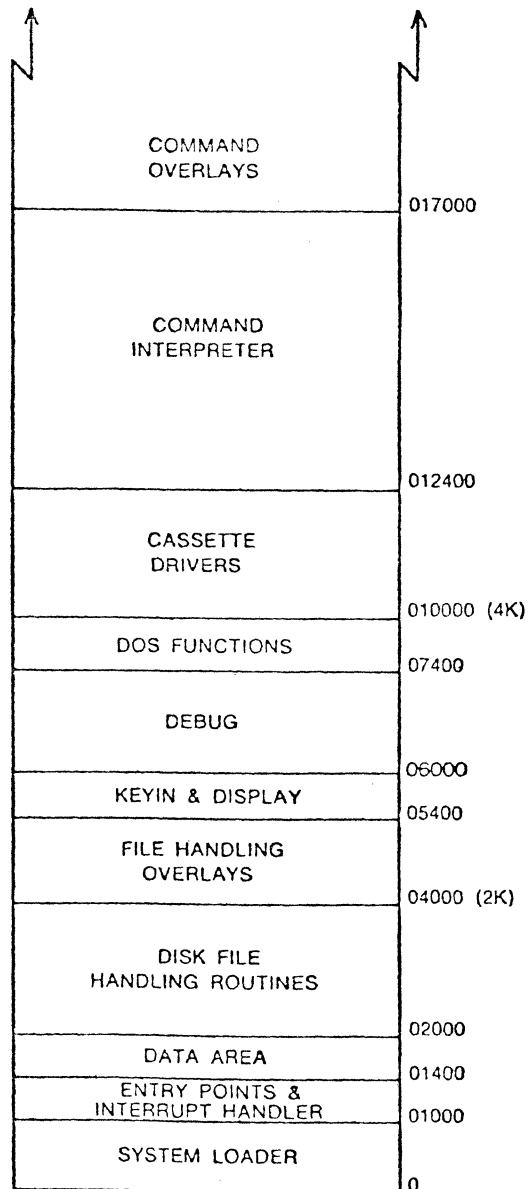 COMMAND
OVERLAYS
017000
COMMAND
INTERPRETER
012400
CASSETTE
DRIVERS
010000 (4K)
DOS FUNCTIONS
07400
DEBUG
06000
KEYIN & DISPLAY
05400
FILE HANDLING
OVERLAYS
04000 (2K)
DISK FILE
HANDLING ROUTINES
02000
DATA AREA
01400
ENTRY POINTS &
INTERRUPT HANDLER
01000
SYSTEM LOADER
0